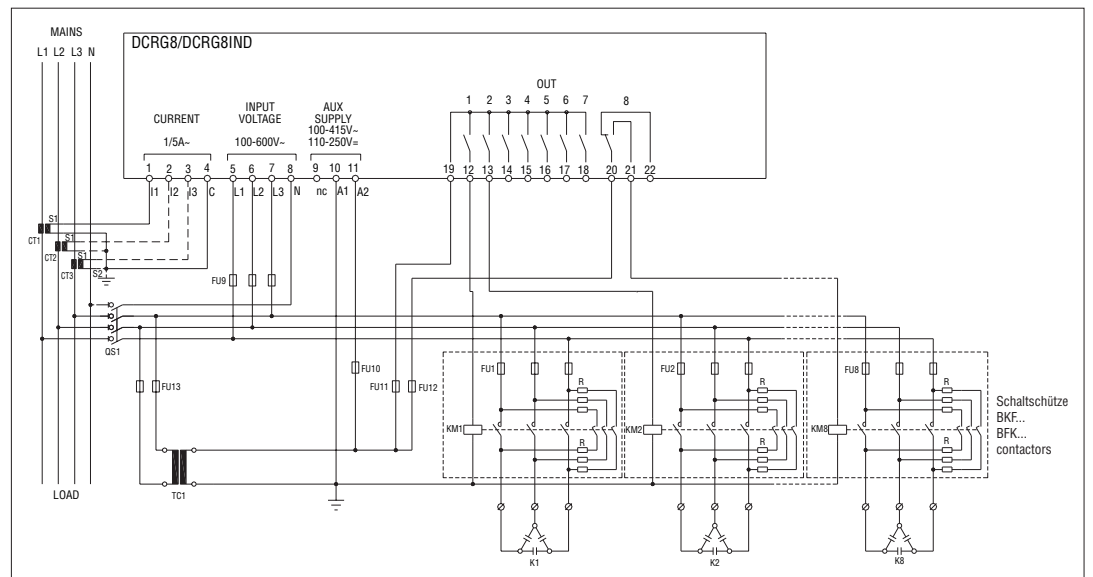 MAINS
L1 L2 L3 N
DCRG8/DCRG8IND
OUT
1 2 3 4 5 6 7 8
CURRENT
1/5A~
INPUT
VOLTAGE
100-600V~
AUX
SUPPLY
100-415V~
110-250V=
1 2 3 4 5 6 7 8 9 10 11
19 12 13 14 15 16 17 18 20 21 22
I1 I2 I3 C L1 L2 L3 N nc A1 A2
S1
CT1
S1
CT2
S1
CT3
S2
FU9
QS1
FU10
FU13
FU11
FU12
FU1
FU2
FU8
R
R
R
KM1
KM2
KM8
R
R
R
Schaltschütze
BKF...
BFK...
contactors
LOAD
TC1
K1
K2
K8